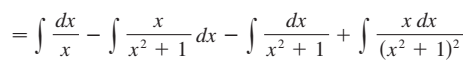 = ∫ dx/x − ∫ x/(x² + 1) dx − ∫ dx/(x² + 1) + ∫ x dx/(x² + 1)²